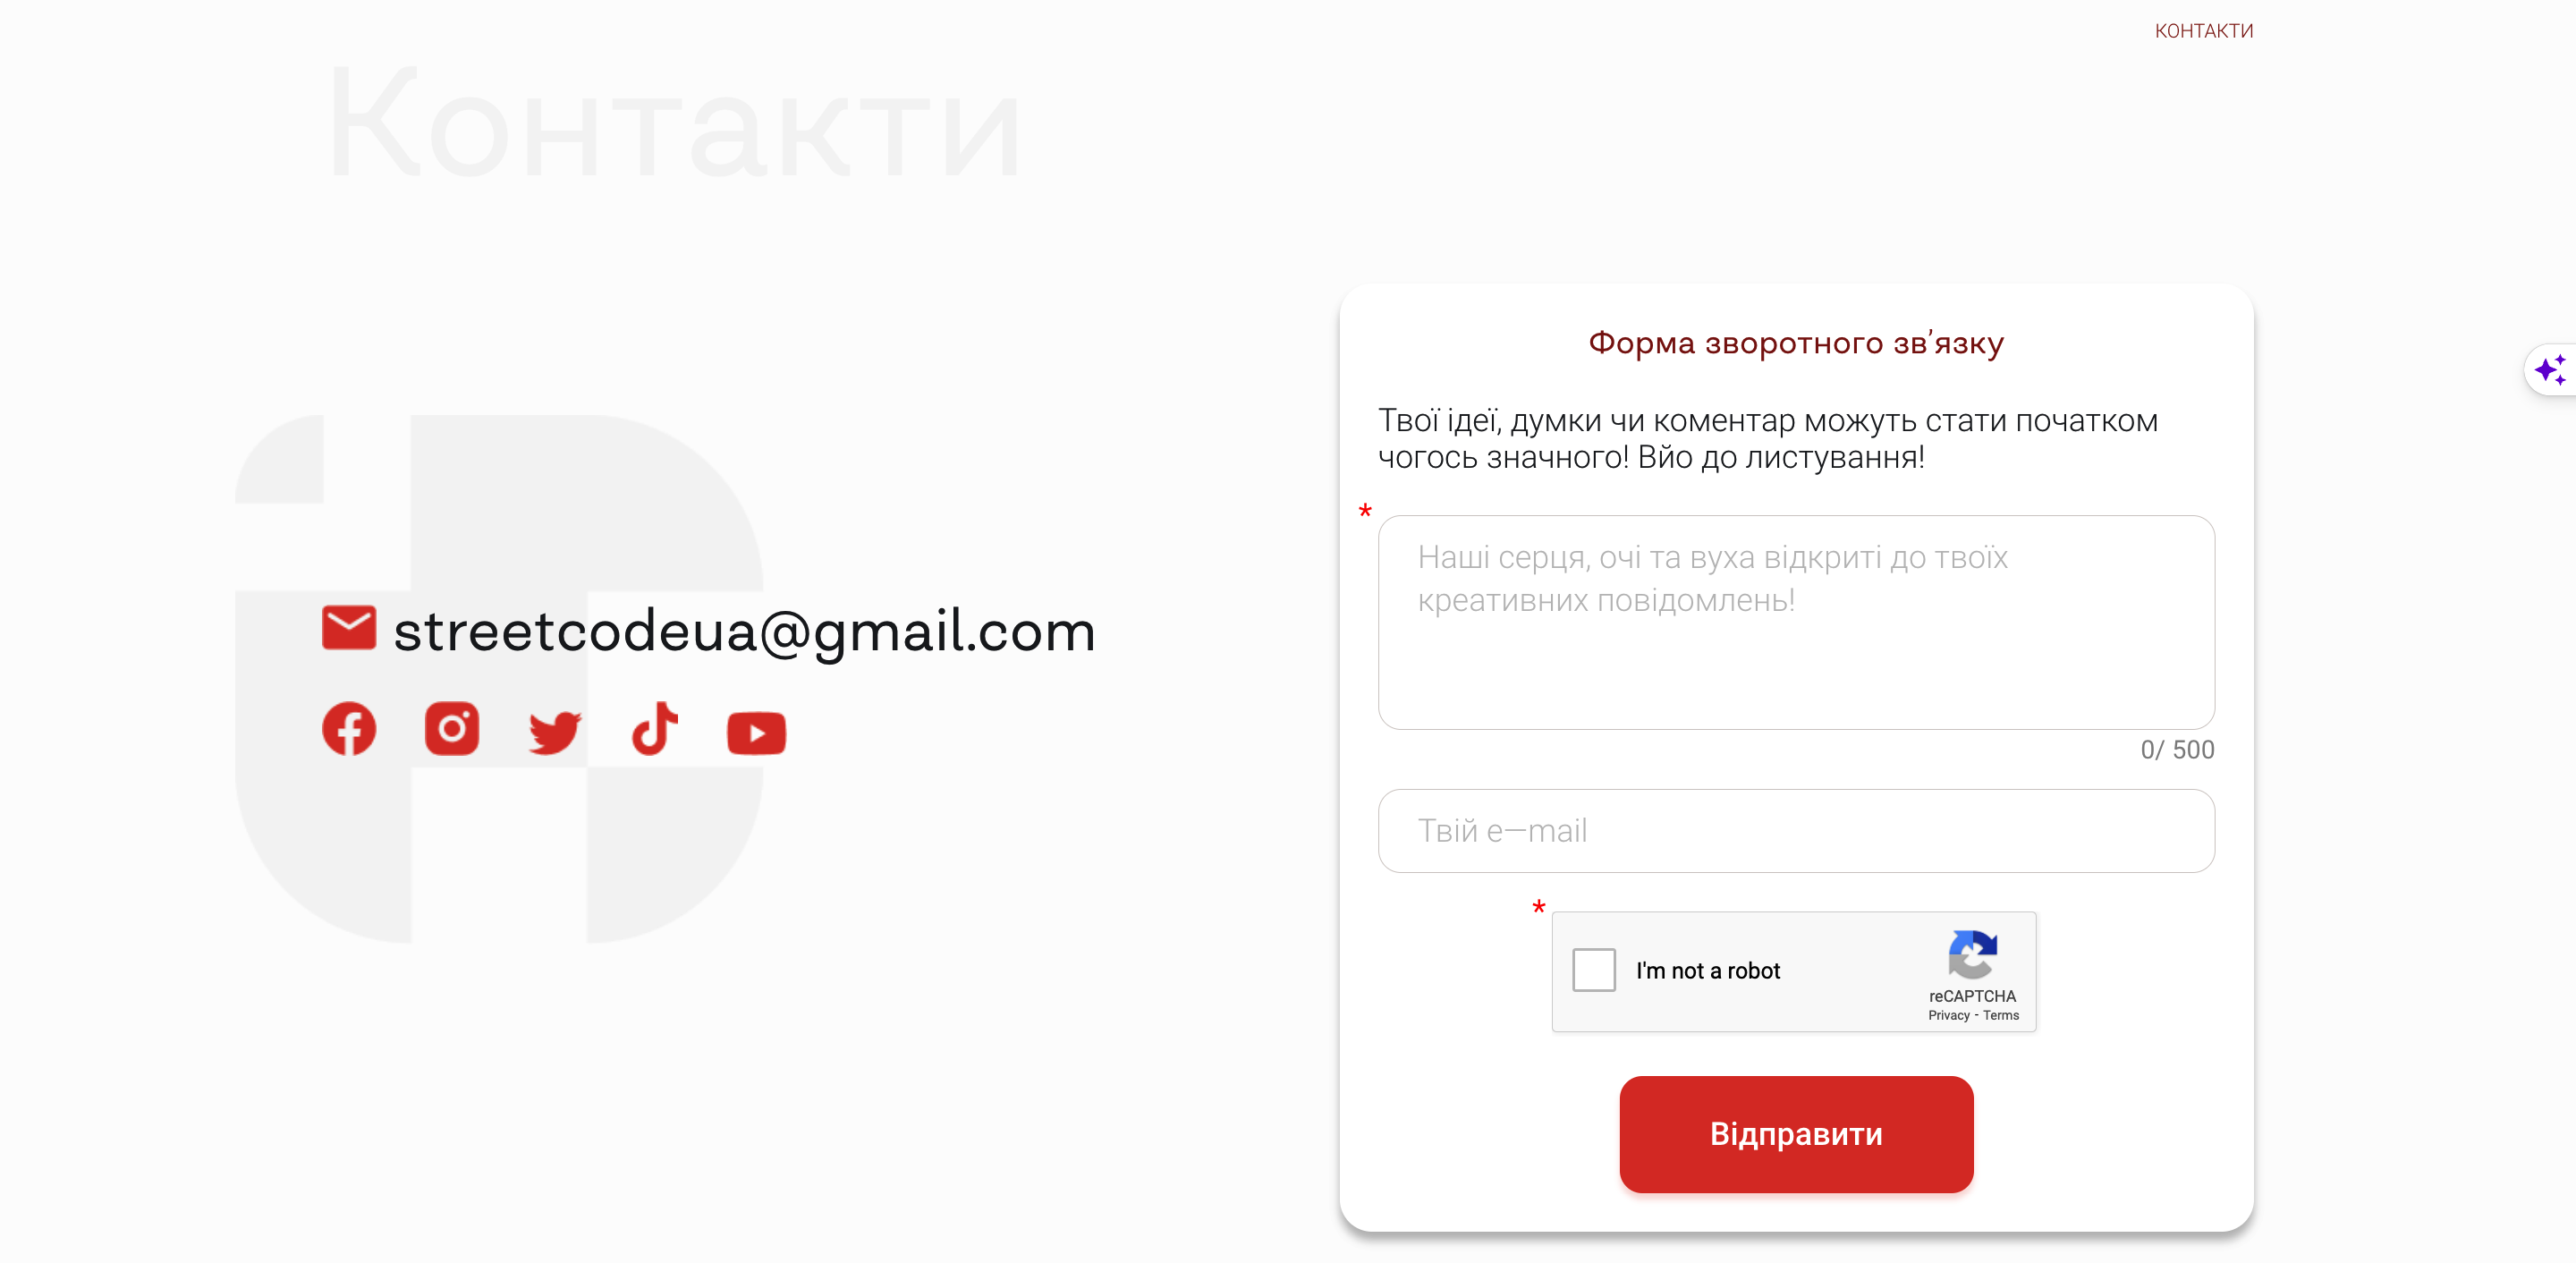 КОНТАКТИ
Контакти
streetcodeua@gmail.com
Форма зворотного зв’язку
Твої ідеї, думки чи коментар можуть стати початком
чогось значного! Вйо до листування!
*
Наші серця, очі та вуха відкриті до твоїх
креативних повідомлень!
0/ 500
Твій e—mail
*
I'm not a robot
reCAPTCHA
Privacy - Terms
Відправити